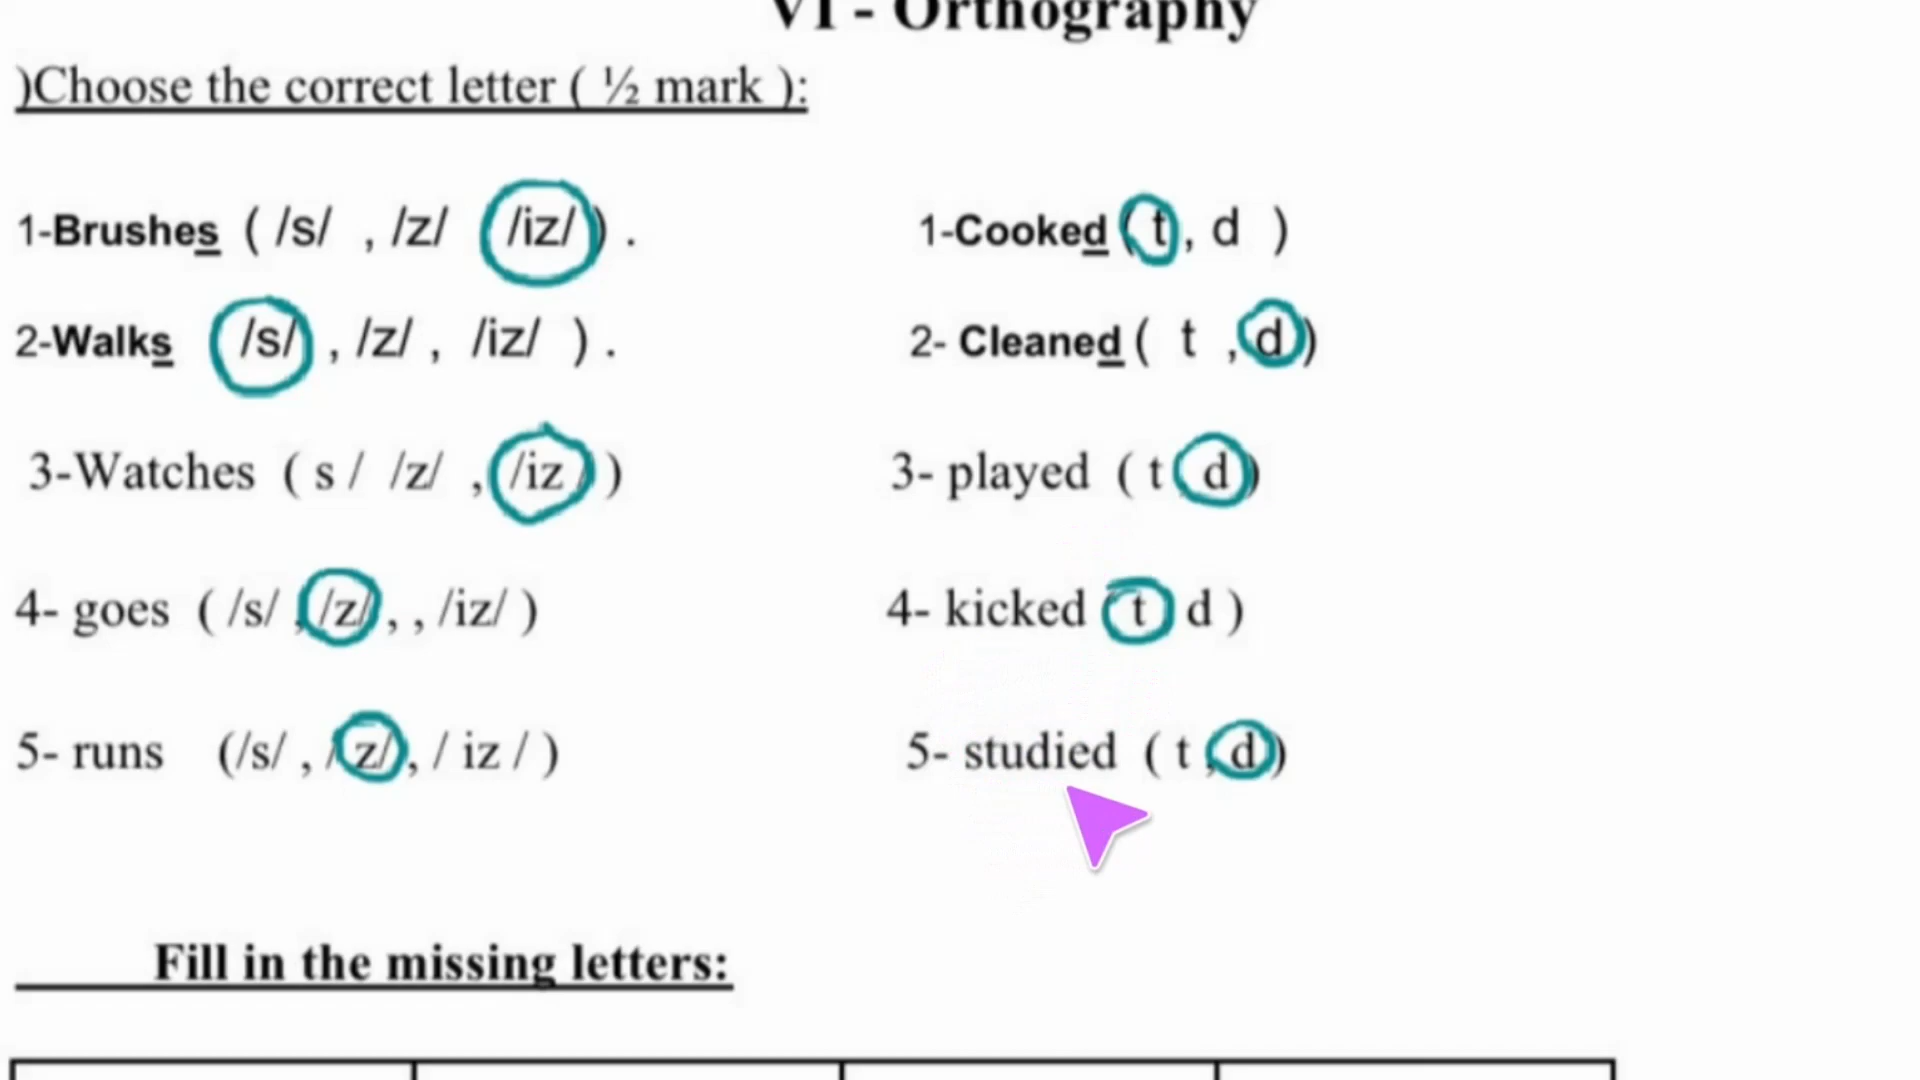 VI - Orthography
)Choose the correct letter ( ½ mark ):
1-Brushes ( /s/ , /z/ /iz/ ) .
1-Cooked ( t , d )
2-Walks /s/ , /z/ , /iz/ ) .
2- Cleaned ( t , d )
3-Watches ( s / /z/ , /iz / )
3- played ( t , d )
4- goes ( /s/ , /z/ , , /iz/ )
4- kicked ( t d )
5- runs (/s/ , / z/ , / iz / )
5- studied ( t , d )
Fill in the missing letters: